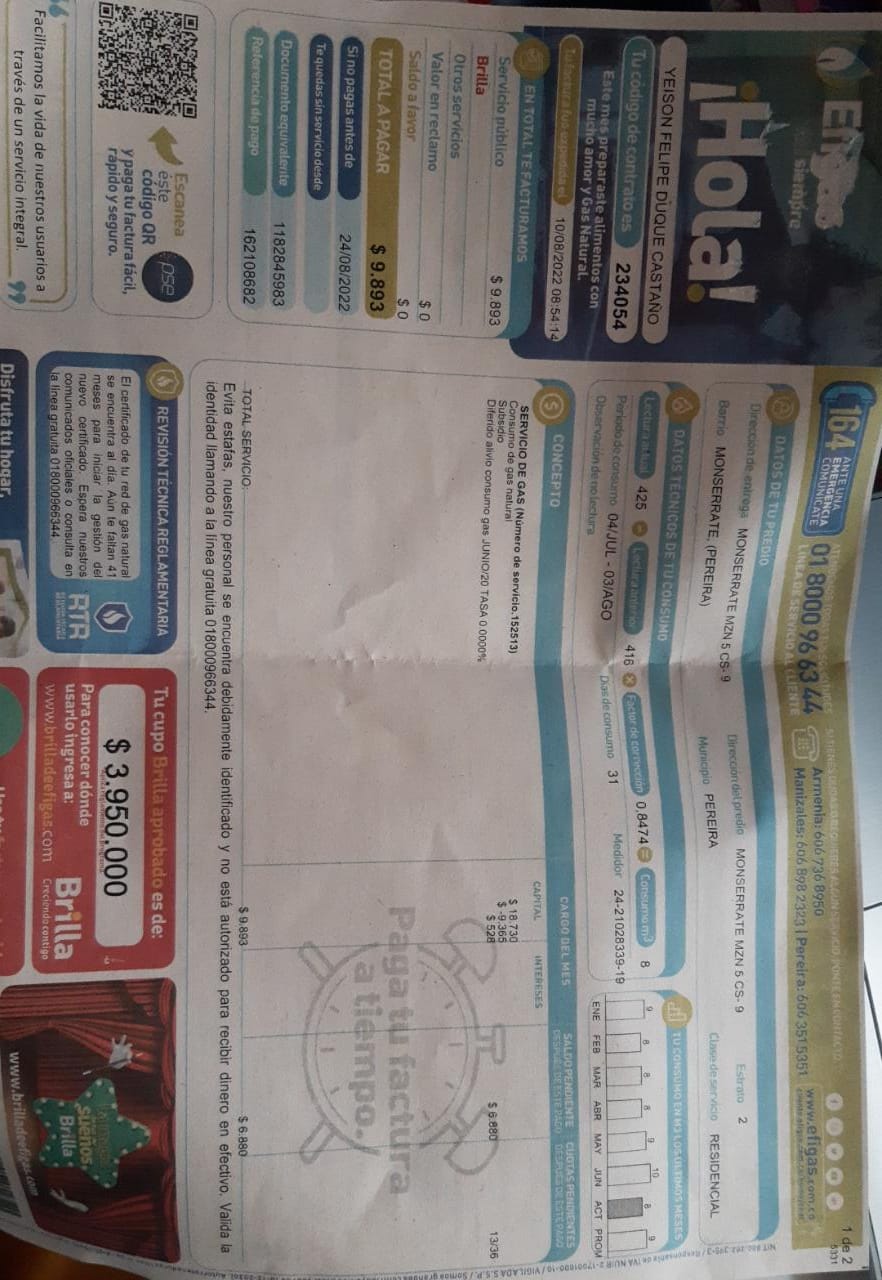 Efigas
siempre
¡Hola!
YEISON FELIPE DUQUE CASTAÑO
Tu código de contrato es 234054
Este mes preparaste alimentos con
mucho amor y Gas Natural.
Tu factura fue expedida el 10/08/2022 08:54:14
EN TOTAL TE FACTURAMOS
Servicio público $ 9.893
Brilla
Otros servicios
Valor en reclamo $ 0
Saldo a favor $ 0
TOTAL A PAGAR $ 9.893
Si no pagas antes de 24/08/2022
Te quedas sin servicio desde
Documento equivalente 1182845983
Referencia de pago 162108682
Escanea
éste
código QR
y paga tu factura fácil,
rápido y seguro.
pse
Facilitamos la vida de nuestros usuarios a
través de un servicio integral.
164 ANTE UNA
EMERGENCIA
COMUNÍCATE
01 8000 96 63 44
LÍNEA DE SERVICIO AL CLIENTE
SI TIENES DUDAS O REQUIERES ALGÚN SERVICIO PONTE EN CONTACTO
Armenia: 606 736 8950
Manizales: 606 898 2323 | Pereira: 606 351 5351
www.efigas.com.co
1 de 2
5331
DATOS DE TU PREDIO
Dirección de entrega MONSERRATE MZN 5 CS- 9 Dirección del predio MONSERRATE MZN 5 CS- 9 Estrato 2
Barrio MONSERRATE, (PEREIRA) Municipio PEREIRA Clase de servicio RESIDENCIAL
DATOS TÉCNICOS DE TU CONSUMO
Lectura actual 425 - Lectura anterior 416 x Factor de corrección 0,8474 = Consumo m3 8
Periodo de consumo 04/JUL - 03/AGO Días de consumo 31 Medidor 24-21028339-19
Observación de no lectura
TU CONSUMO EN M3 LOS ÚLTIMOS MESES
9 8 8 8 9 10 8 9
ENE FEB MAR ABR MAY JUN ACT PROM
CONCEPTO CARGO DEL MES SALDO PENDIENTE CUOTAS PENDIENTES
DESPUÉS DE ESTE PAGO DESPUÉS DE ESTE PAGO
CAPITAL INTERESES
SERVICIO DE GAS (Número de servicio.152513)
Consumo de gas natural $ 18.730
Subsidio $ -9.365
Diferido alivio consumo gas JUNIO/20 TASA 0.0000% $ 528 $ 6.880 13/36
Paga tu factura
a tiempo.
TOTAL SERVICIO: $ 9.893 $ 6.880
Evita estafas, nuestro personal se encuentra debidamente identificado y no está autorizado para recibir dinero en efectivo. Valida la
identidad llamando a la línea gratuita 018000966344.
REVISIÓN TÉCNICA REGLAMENTARIA
El certificado de tu red de gas natural
se encuentra al día. Aún te faltan 41
meses para iniciar la gestión del
nuevo certificado. Espera nuestros
comunicados oficiales o consulta en
la línea gratuita 018000966344
RTR
REVISIÓN TÉCNICA
REGLAMENTARIA
Tu cupo Brilla aprobado es de:
$ 3.950.000
Para conocer dónde
usarlo ingresa a:
www.brilladeefigas.com
Brilla
Creciendo contigo
sueños
Brilla
www.brilladeefigas.com
Disfruta tu hogar,